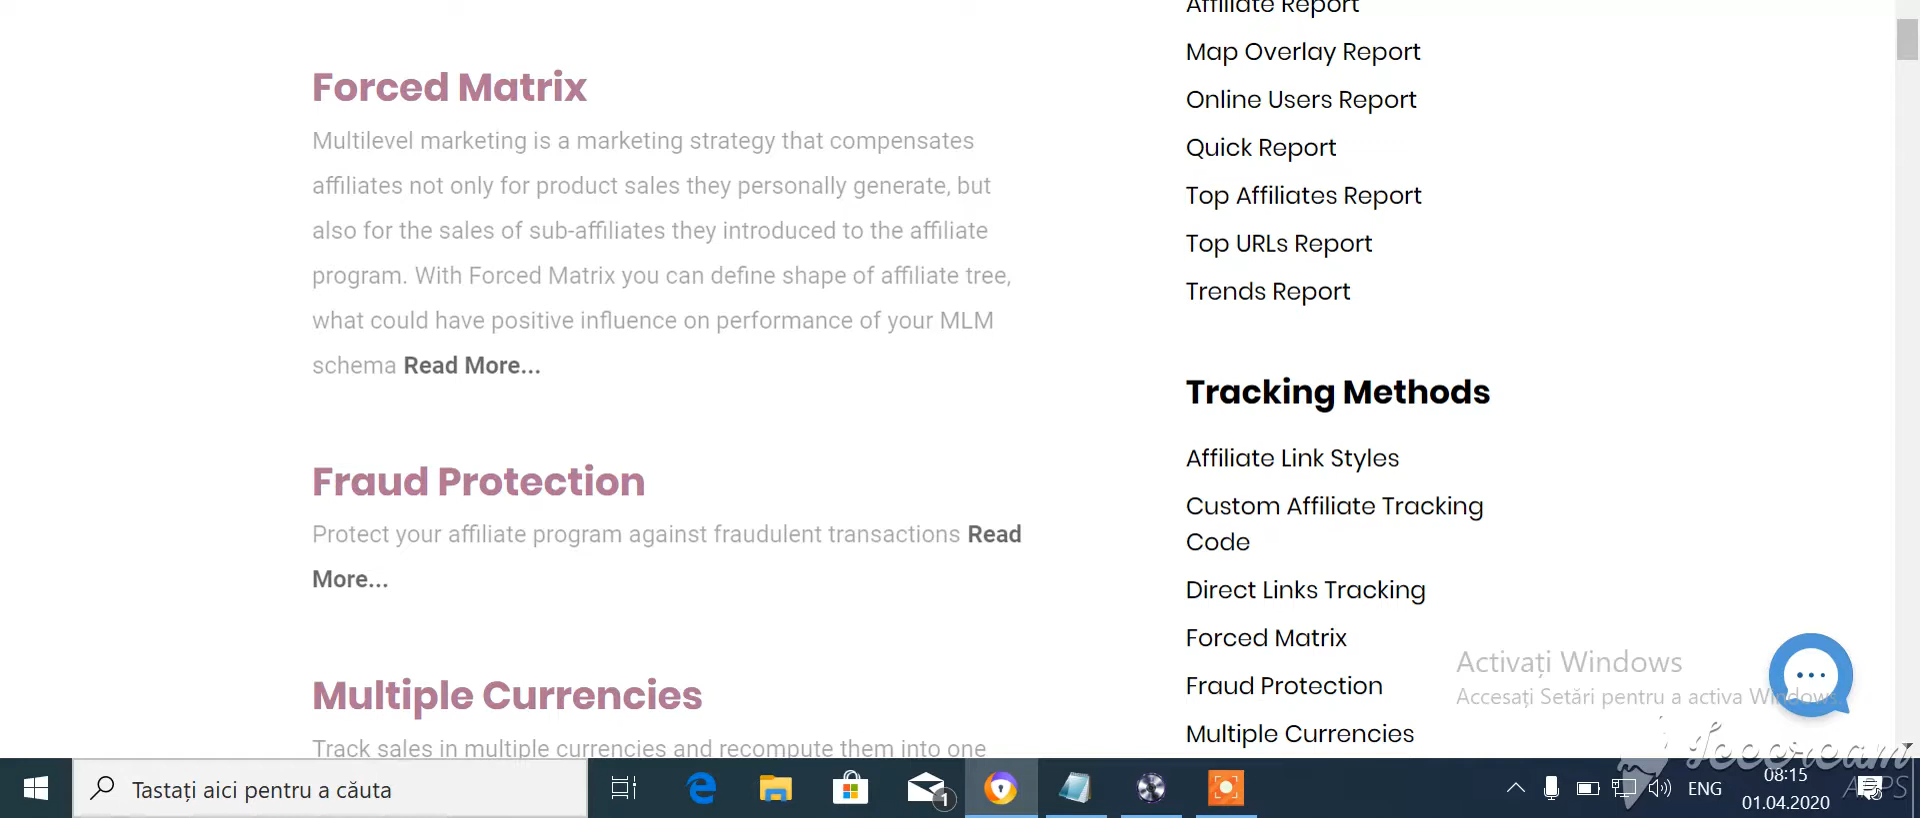 Forced Matrix
Multilevel marketing is a marketing strategy that compensates
affiliates not only for product sales they personally generate, but
also for the sales of sub-affiliates they introduced to the affiliate
program. With Forced Matrix you can define shape of affiliate tree,
what could have positive influence on performance of your MLM
schema Read More...
Fraud Protection
Protect your affiliate program against fraudulent transactions Read
More...
Multiple Currencies
Track sales in multiple currencies and recompute them into one
Affiliate Report
Map Overlay Report
Online Users Report
Quick Report
Top Affiliates Report
Top URLs Report
Trends Report
Tracking Methods
Affiliate Link Styles
Custom Affiliate Tracking
Code
Direct Links Tracking
Forced Matrix
Fraud Protection
Multiple Currencies
Activați Windows
Accesați Setări pentru a activa Windows.
Icecream
APPS
Tastați aici pentru a căuta
1
ENG
08:15
01.04.2020